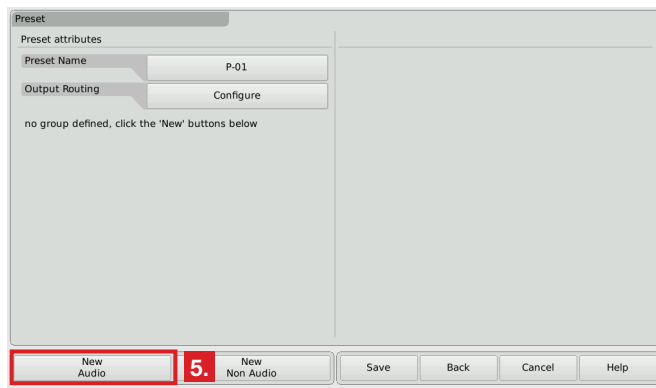 Preset
Preset attributes
Preset Name
P-01
Output Routing
Configure
no group defined, click the 'New' buttons below
New
Audio
5.
New
Non Audio
Save
Back
Cancel
Help